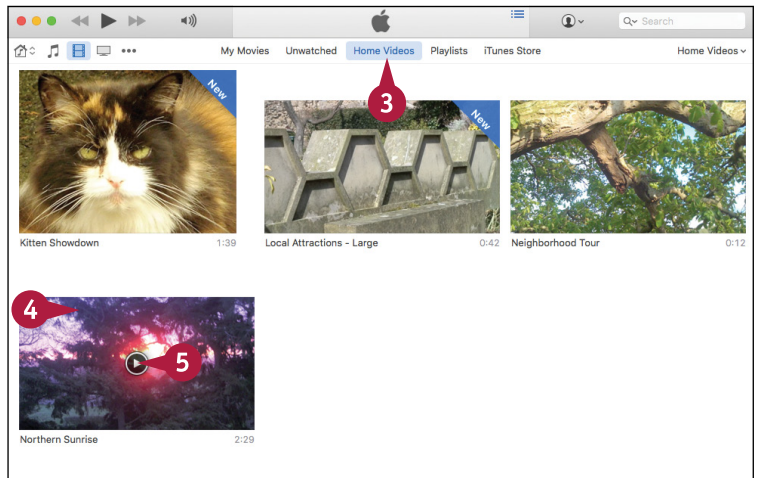 Search
My Movies Unwatched Home Videos Playlists iTunes Store Home Videos
3
New
New
Kitten Showdown 1:39 Local Attractions - Large 0:42 Neighborhood Tour 0:12
4
5
Northern Sunrise 2:29